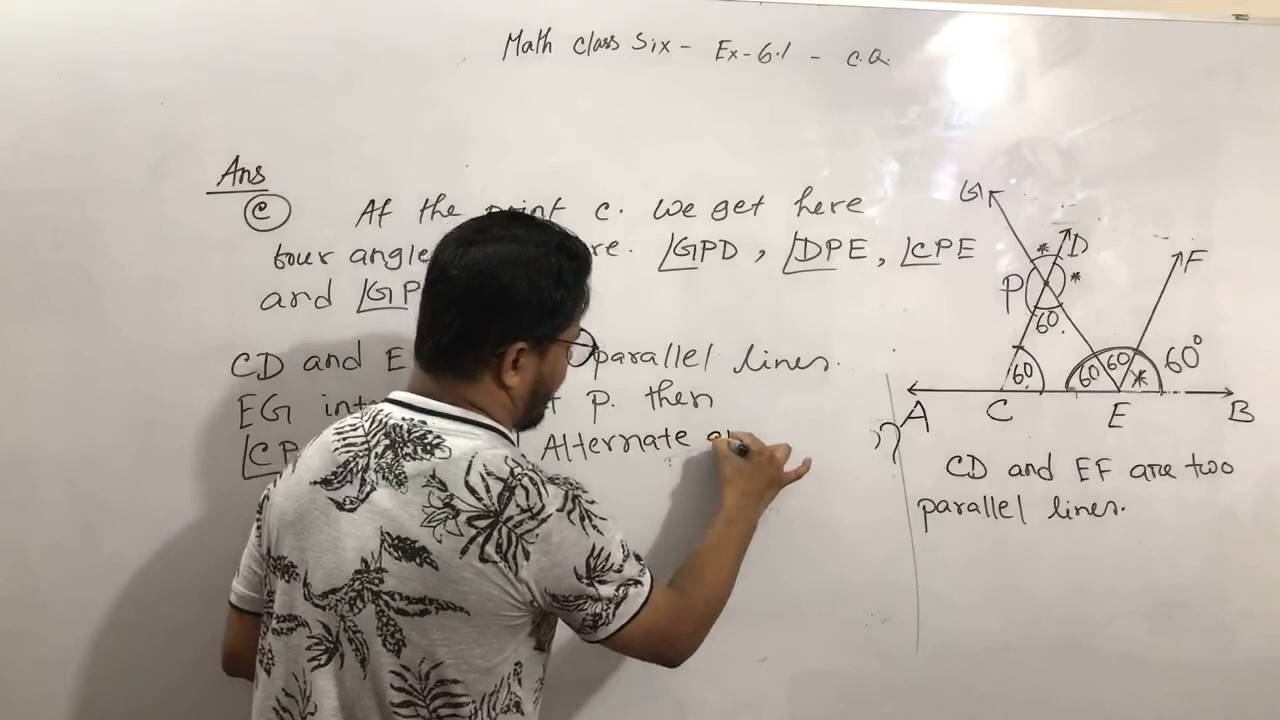 Math class Six - Ex-6.1 - C.Q.
Ans
c At the c. We get here
four angle re. ∠GPD, ∠DPE, ∠CPE
and ∠GP
CD and E parallel lines.
EG P. then
∠CP Alternate
G
D
F
P
60.
60
60
60
60°
A C E B
CD and EF are two
parallel lines.